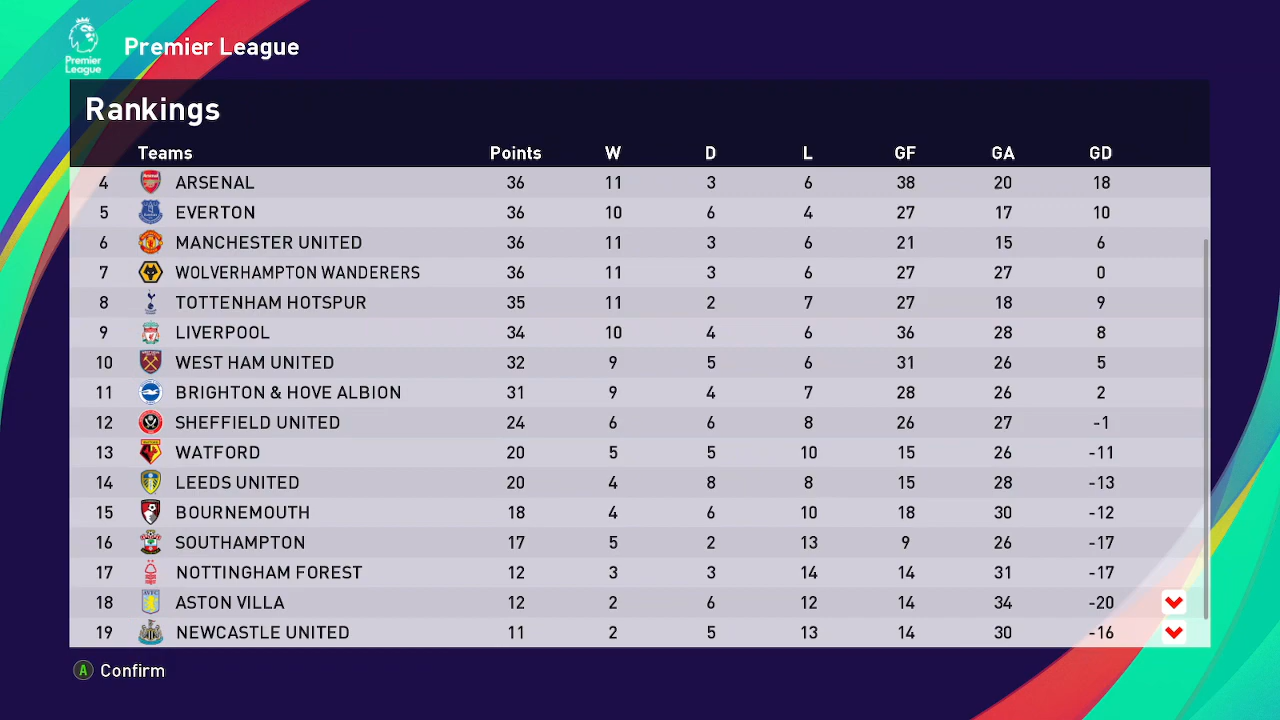 Premier League
Premier League
Rankings
Teams Points W D L GF GA GD
4 ARSENAL 36 11 3 6 38 20 18
5 EVERTON 36 10 6 4 27 17 10
6 MANCHESTER UNITED 36 11 3 6 21 15 6
7 WOLVERHAMPTON WANDERERS 36 11 3 6 27 27 0
8 TOTTENHAM HOTSPUR 35 11 2 7 27 18 9
9 LIVERPOOL 34 10 4 6 36 28 8
10 WEST HAM UNITED 32 9 5 6 31 26 5
11 BRIGHTON & HOVE ALBION 31 9 4 7 28 26 2
12 SHEFFIELD UNITED 24 6 6 8 26 27 -1
13 WATFORD 20 5 5 10 15 26 -11
14 LEEDS UNITED 20 4 8 8 15 28 -13
15 BOURNEMOUTH 18 4 6 10 18 30 -12
16 SOUTHAMPTON 17 5 2 13 9 26 -17
17 NOTTINGHAM FOREST 12 3 3 14 14 31 -17
18 ASTON VILLA 12 2 6 12 14 34 -20
19 NEWCASTLE UNITED 11 2 5 13 14 30 -16
A Confirm